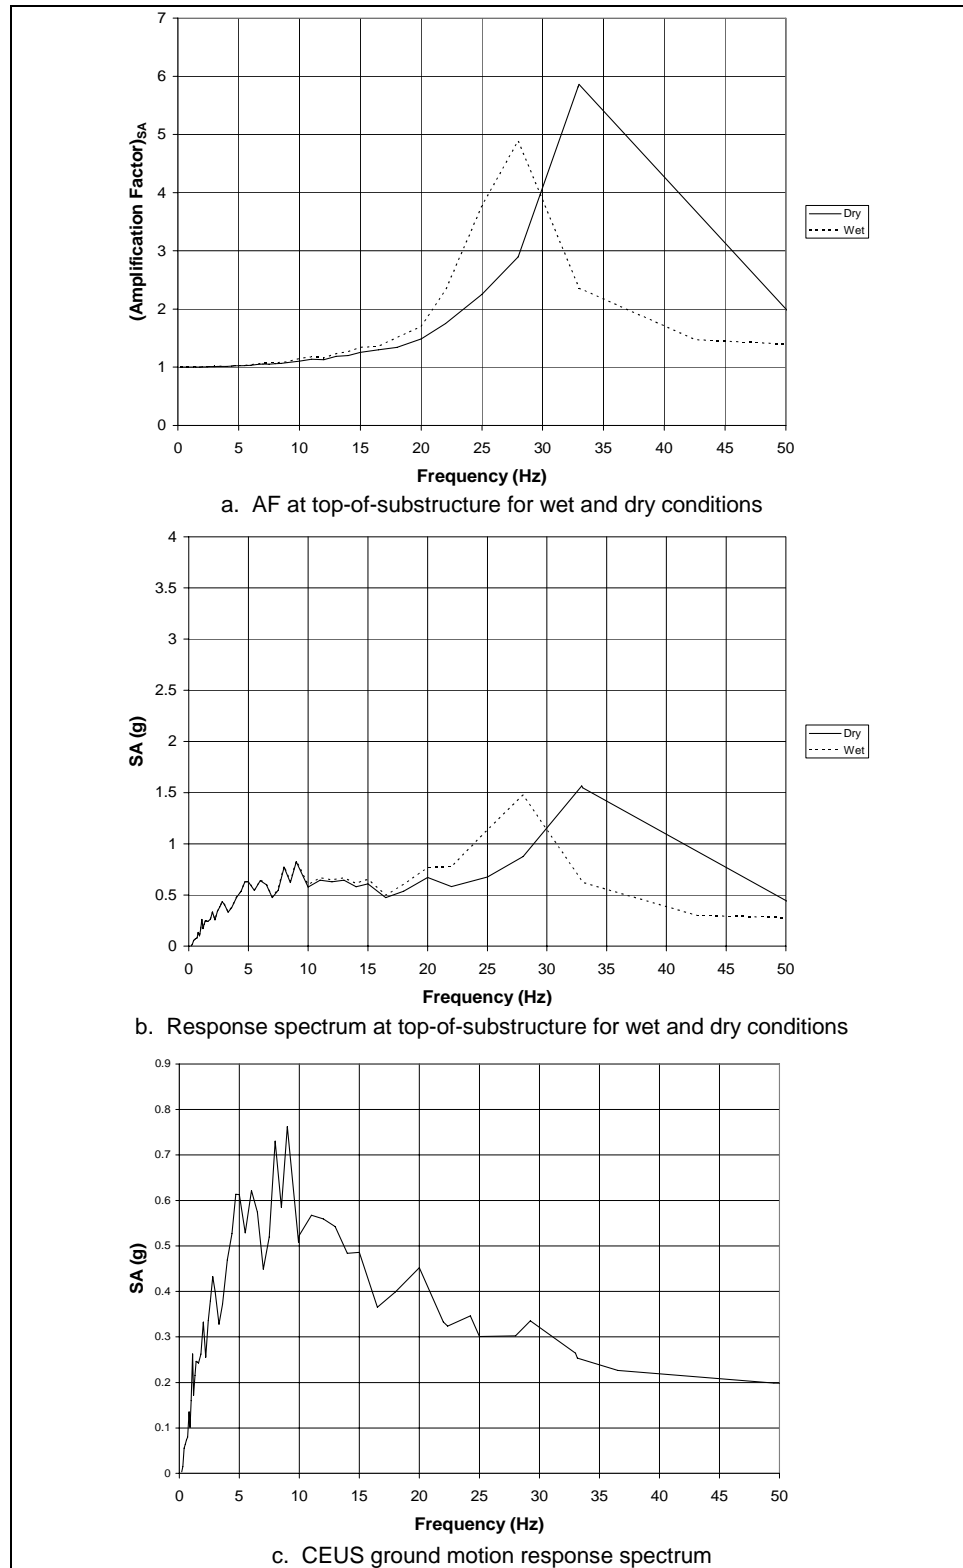 7
6
5
4
3
2
1
0
(Amplification Factor)SA
0 5 10 15 20 25 30 35 40 45 50
Frequency (Hz)
Dry
Wet
a. AF at top-of-substructure for wet and dry conditions
4
3.5
3
2.5
2
1.5
1
0.5
0
SA (g)
0 5 10 15 20 25 30 35 40 45 50
Frequency (Hz)
Dry
Wet
b. Response spectrum at top-of-substructure for wet and dry conditions
0.9
0.8
0.7
0.6
0.5
0.4
0.3
0.2
0.1
0
SA (g)
0 5 10 15 20 25 30 35 40 45 50
Frequency (Hz)
c. CEUS ground motion response spectrum